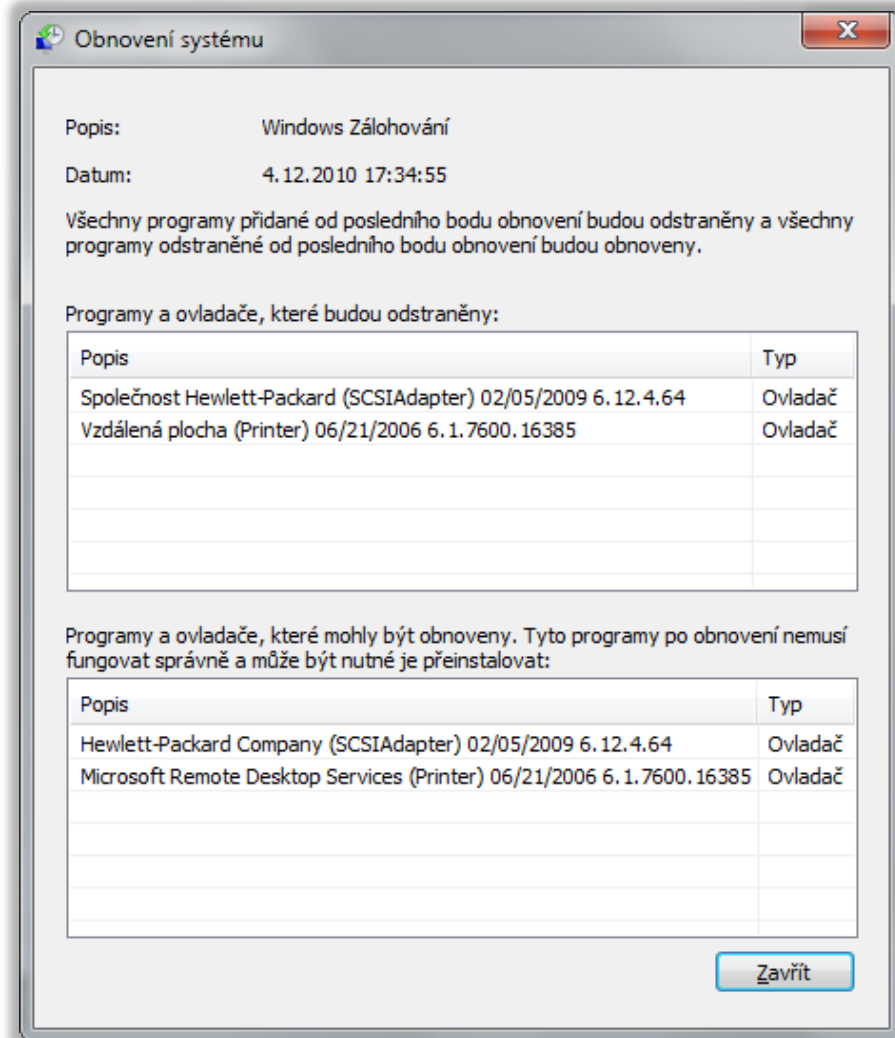 Obnovení systému
Popis: Windows Zálohování
Datum: 4.12.2010 17:34:55
Všechny programy přidané od posledního bodu obnovení budou odstraněny a všechny
programy odstraněné od posledního bodu obnovení budou obnoveny.
Programy a ovladače, které budou odstraněny:
Popis Typ
Společnost Hewlett-Packard (SCSIAdapter) 02/05/2009 6.12.4.64 Ovladač
Vzdálená plocha (Printer) 06/21/2006 6.1.7600.16385 Ovladač
Programy a ovladače, které mohly být obnoveny. Tyto programy po obnovení nemusí
fungovat správně a může být nutné je přeinstalovat:
Popis Typ
Hewlett-Packard Company (SCSIAdapter) 02/05/2009 6.12.4.64 Ovladač
Microsoft Remote Desktop Services (Printer) 06/21/2006 6.1.7600.16385 Ovladač
Zavřít